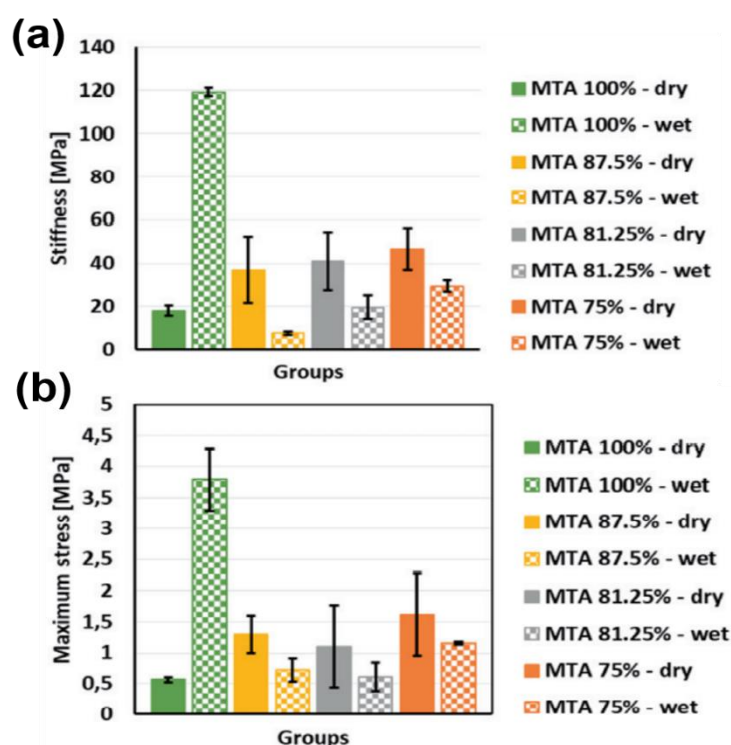 (a)
140
120
100
80
60
40
20
0
Stiffness [MPa]
Groups
MTA 100% - dry
MTA 100% - wet
MTA 87.5% - dry
MTA 87.5% - wet
MTA 81.25% - dry
MTA 81.25% - wet
MTA 75% - dry
MTA 75% - wet
(b)
5
4,5
4
3,5
3
2,5
2
1,5
1
0,5
0
Maximum stress [MPa]
Groups
MTA 100% - dry
MTA 100% - wet
MTA 87.5% - dry
MTA 87.5% - wet
MTA 81.25% - dry
MTA 81.25% - wet
MTA 75% - dry
MTA 75% - wet